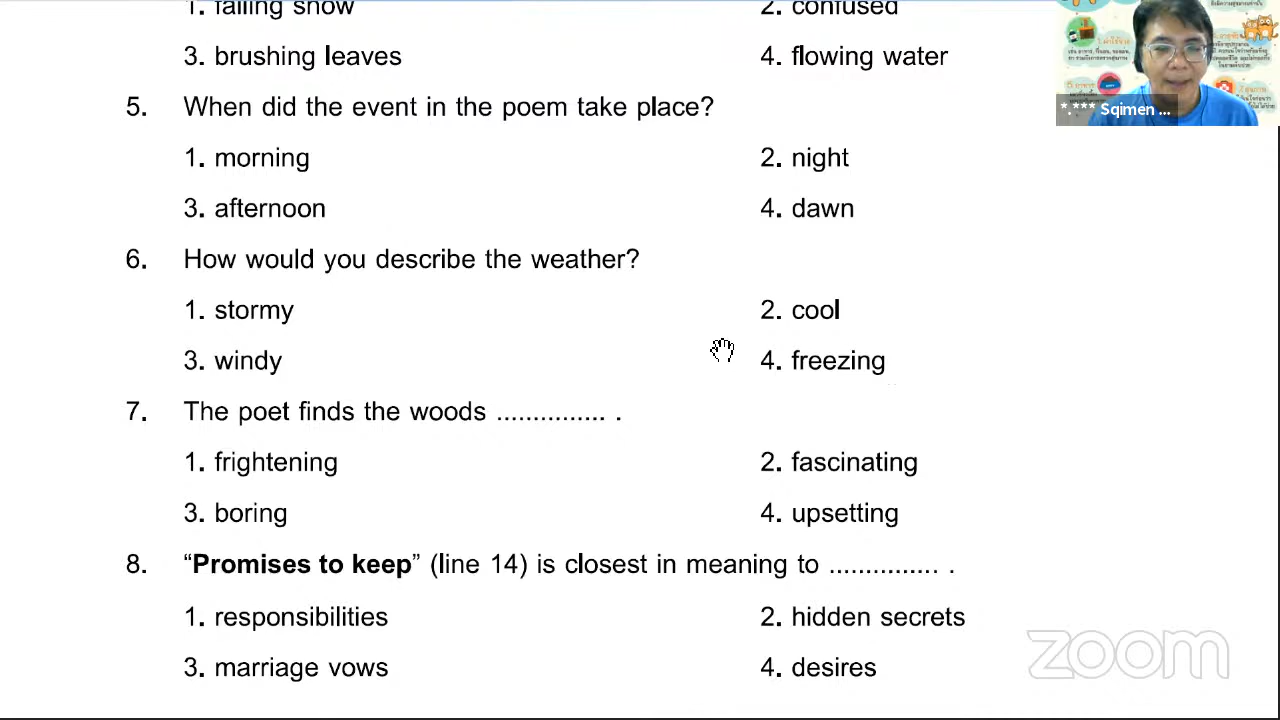 1. falling snow 2. confused
3. brushing leaves 4. flowing water
5. When did the event in the poem take place?
1. morning 2. night
3. afternoon 4. dawn
6. How would you describe the weather?
1. stormy 2. cool
3. windy 4. freezing
7. The poet finds the woods ............... .
1. frightening 2. fascinating
3. boring 4. upsetting
8. “Promises to keep” (line 14) is closest in meaning to ............... .
1. responsibilities 2. hidden secrets
3. marriage vows 4. desires
*.*** Sqimen ...
zoom